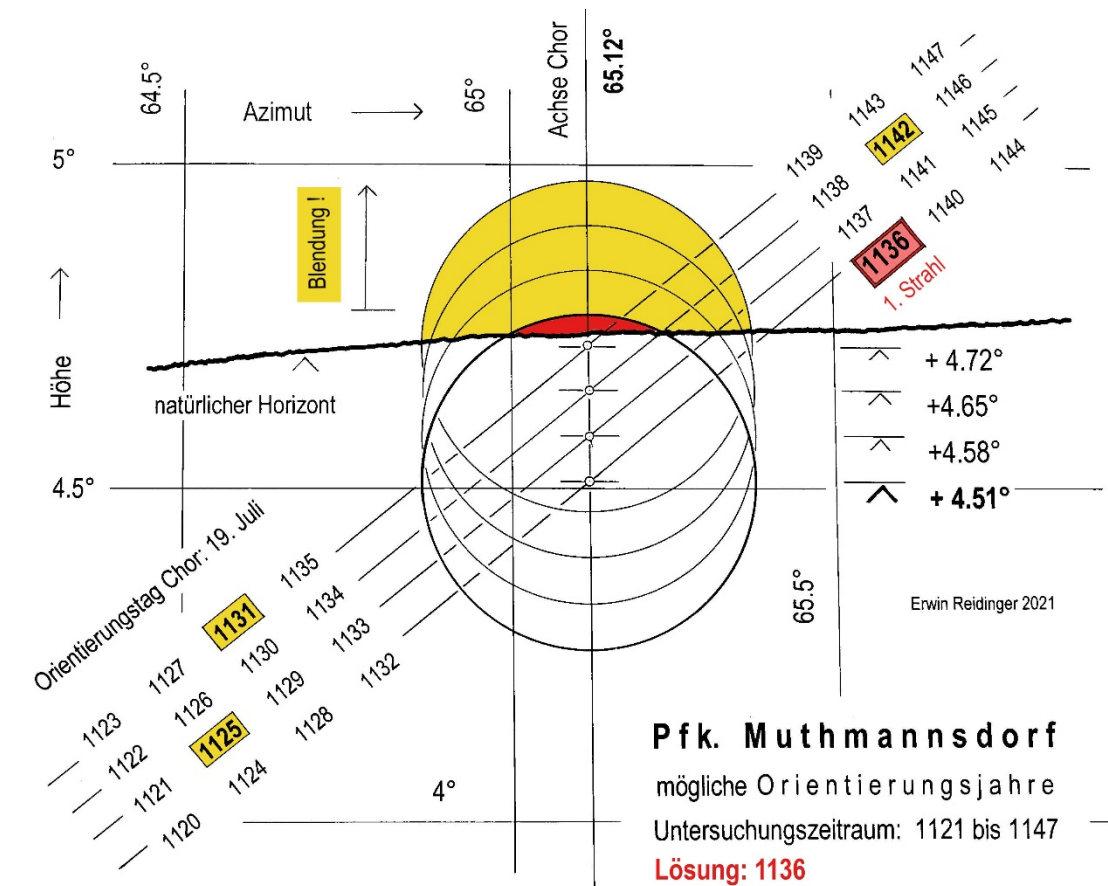 64.5°
Azimut
65°
Achse Chor
65.12°
5°
Blendung !
Höhe
natürlicher Horizont
4.5°
4°
65.5°
1139 1143 1147
1138 1142 1146
1137 1141 1145
1136 1140 1144
1. Strahl
+ 4.72°
+4.65°
+4.58°
+ 4.51°
Orientierungstag Chor: 19. Juli
1123 1127 1131 1135
1122 1126 1130 1134
1121 1125 1129 1133
1120 1124 1128 1132
Erwin Reidinger 2021
Pfk. Muthmannsdorf
mögliche Orientierungsjahre
Untersuchungszeitraum: 1121 bis 1147
Lösung: 1136